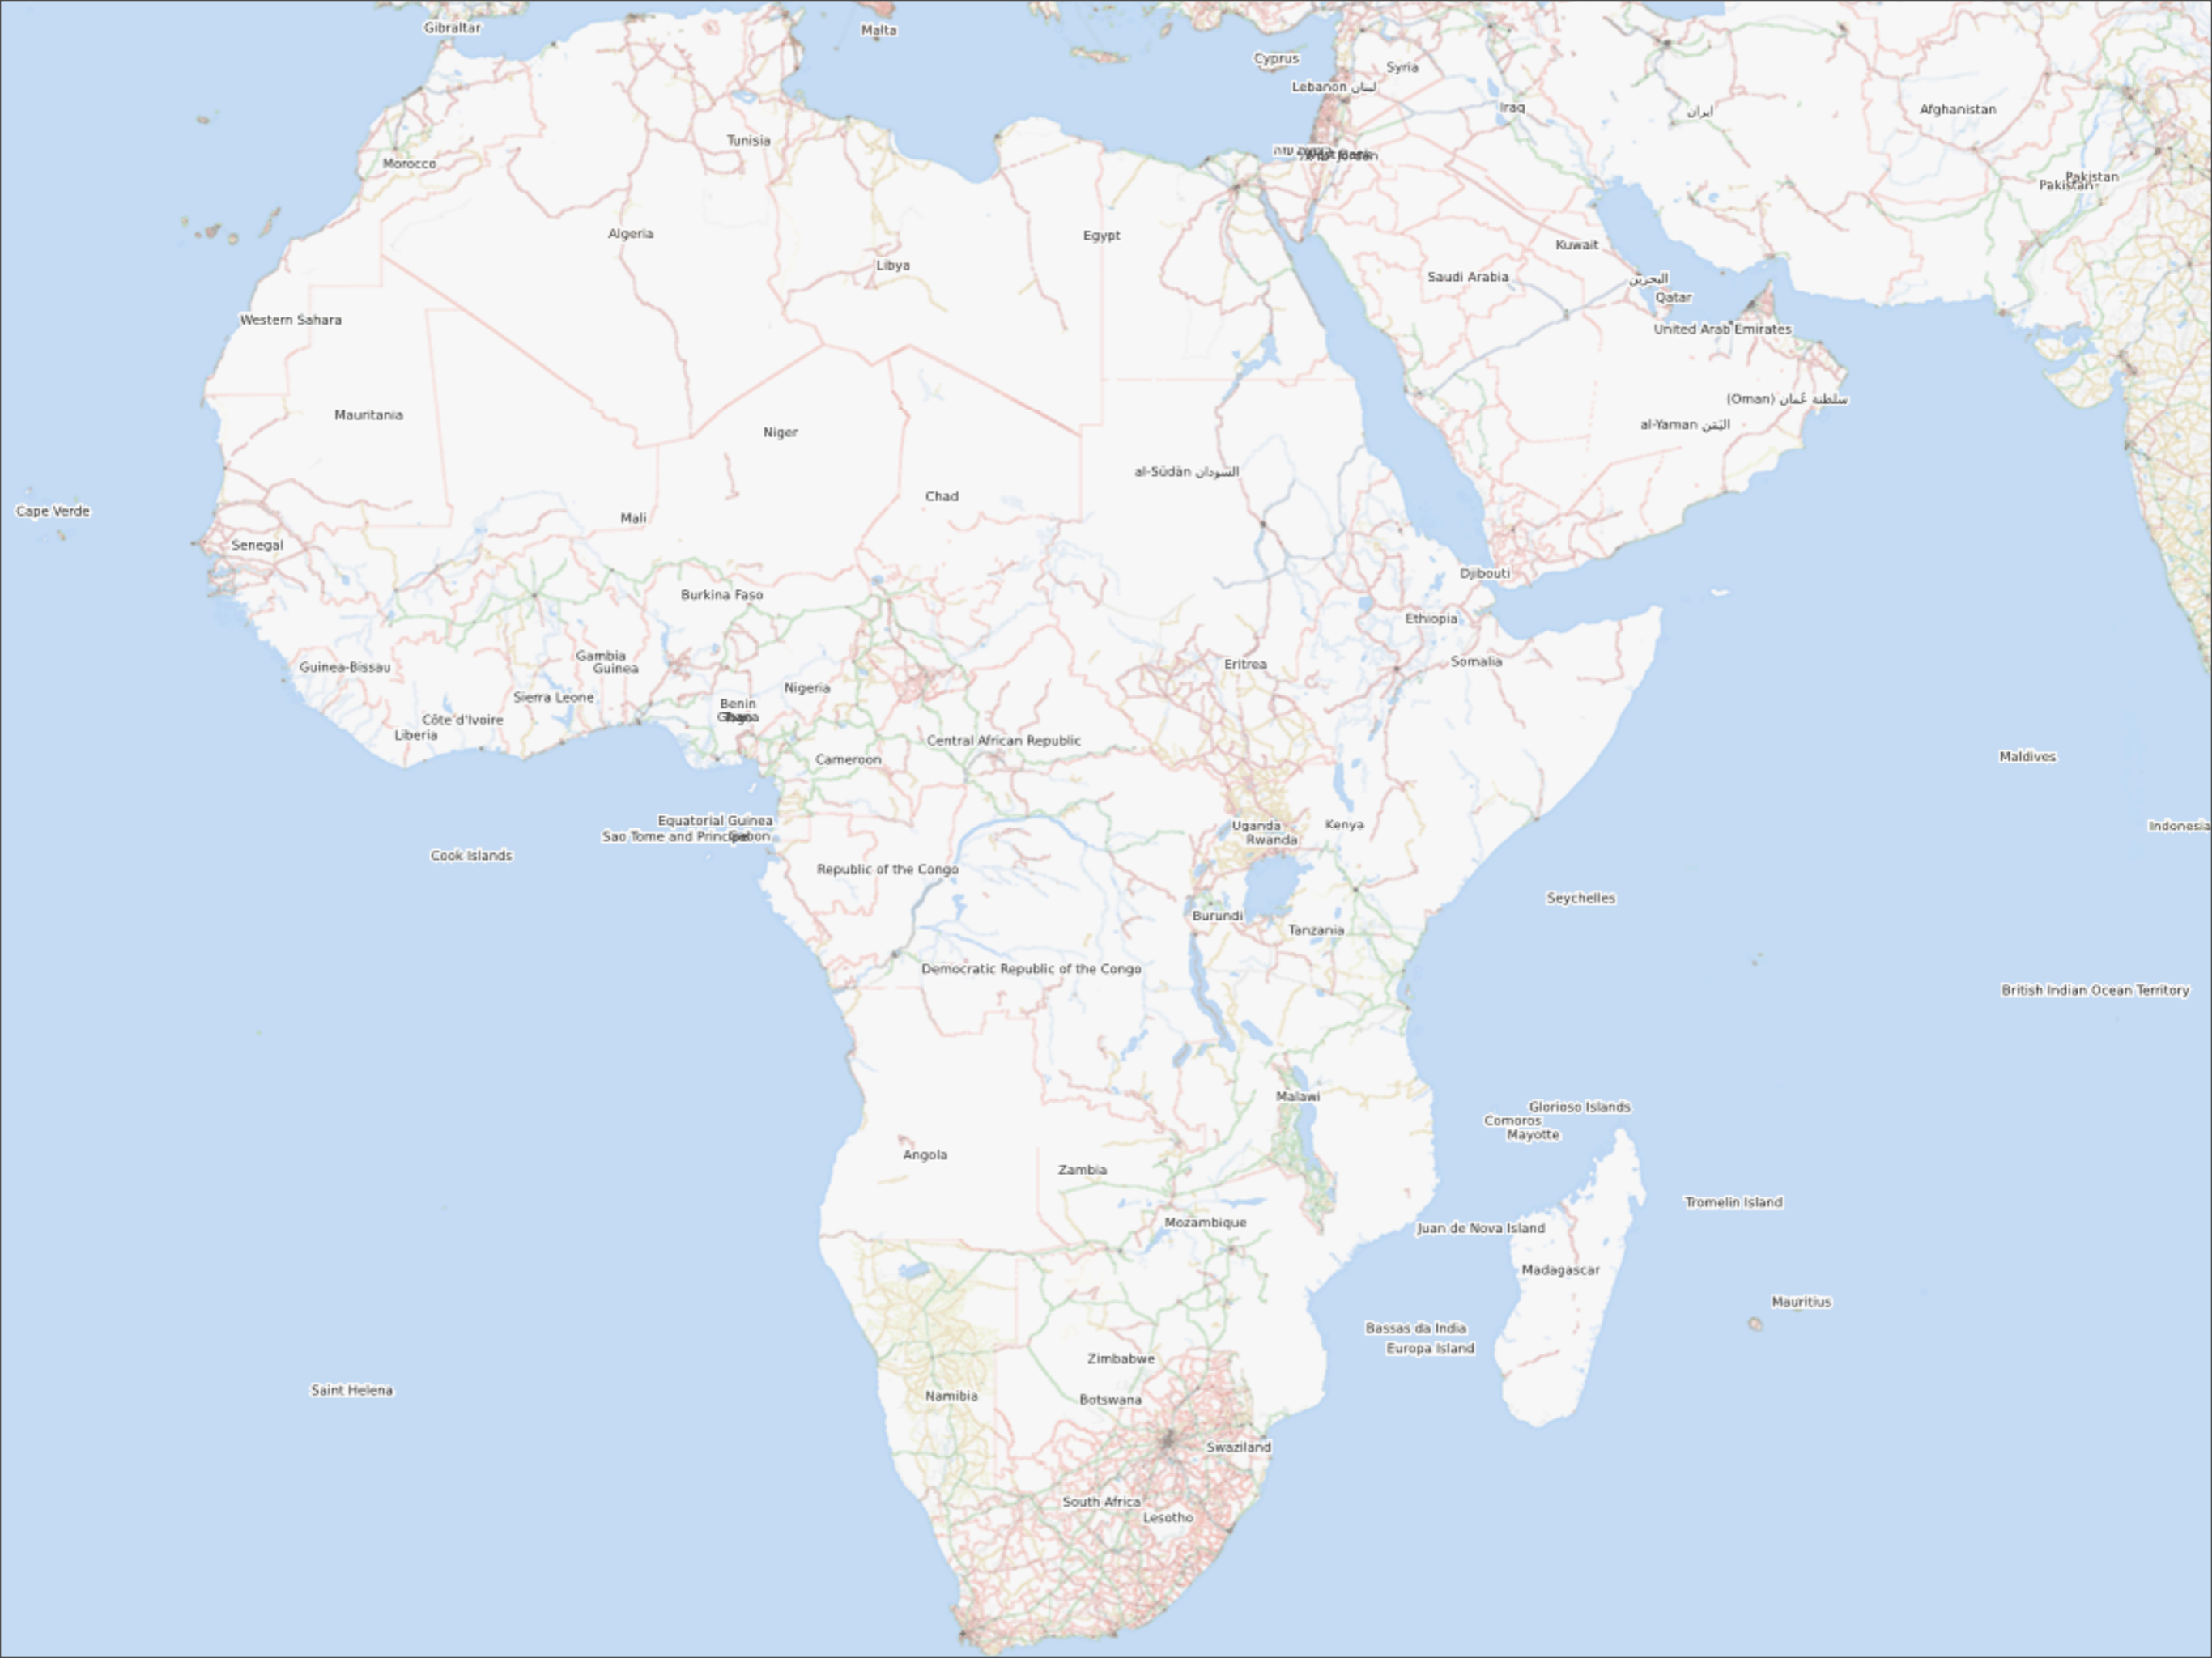 Gibraltar
Malta
Cyprus
Syria
Lebanon لبنان
Iraq
ایران
Afghanistan
Tunisia
Morocco
Pakistan
Pakistan
Algeria
Egypt
Kuwait
Libya
Saudi Arabia
البحرين
Qatar
Western Sahara
United Arab Emirates
(Oman) سلطنة عُمان
Mauritania
al-Yaman اليَمَن
Niger
al-Sūdān السودان
Chad
Cape Verde
Mali
Senegal
Djibouti
Burkina Faso
Ethiopia
Gambia
Guinea-Bissau
Guinea
Eritrea
Somalia
Nigeria
Sierra Leone
Benin
Côte d'Ivoire
Liberia
Central African Republic
Cameroon
Maldives
Equatorial Guinea
Uganda
Kenya
Indonesia
Sao Tome and Principe
Gabon
Rwanda
Cook Islands
Republic of the Congo
Seychelles
Burundi
Tanzania
Democratic Republic of the Congo
British Indian Ocean Territory
Malawi
Glorioso Islands
Comoros
Mayotte
Angola
Zambia
Tromelin Island
Mozambique
Juan de Nova Island
Madagascar
Mauritius
Bassas da India
Europa Island
Zimbabwe
Saint Helena
Namibia
Botswana
Swaziland
South Africa
Lesotho